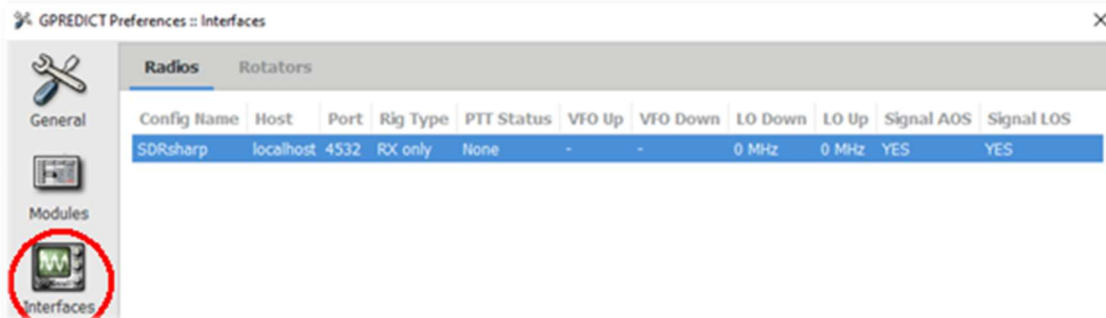 GPREDICT Preferences :: Interfaces
Radios Rotators
General
Config Name Host Port Rig Type PTT Status VFO Up VFO Down LO Down LO Up Signal AOS Signal LOS
SDRsharp localhost 4532 RX only None - - 0 MHz 0 MHz YES YES
Modules
Interfaces